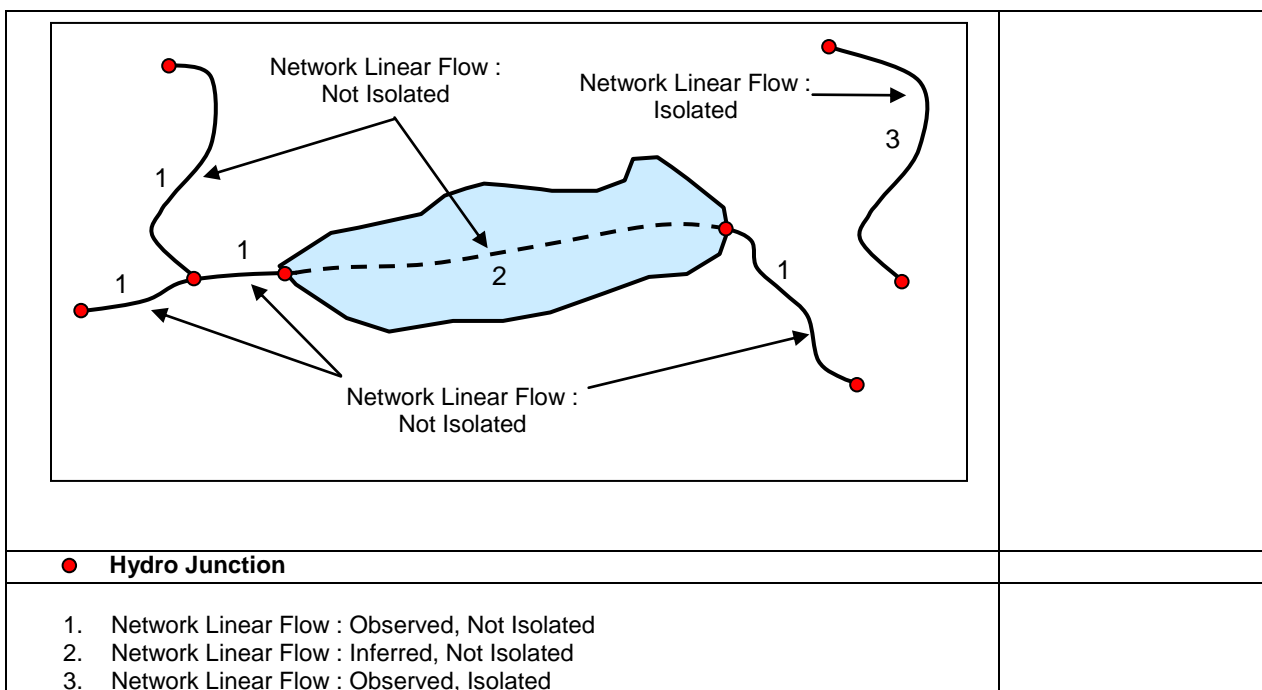 Network Linear Flow :
Not Isolated
Network Linear Flow :
Isolated
3
1
1
1
2
1
Network Linear Flow :
Not Isolated
Hydro Junction
1. Network Linear Flow : Observed, Not Isolated
2. Network Linear Flow : Inferred, Not Isolated
3. Network Linear Flow : Observed, Isolated